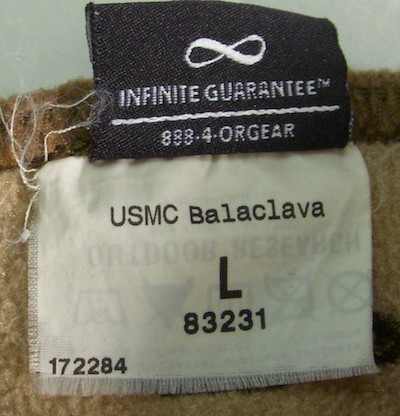 INFINITE GUARANTEE™
888-4-ORGEAR
USMC Balaclava
OUTDOOR RESEARCH
L
83231
172284